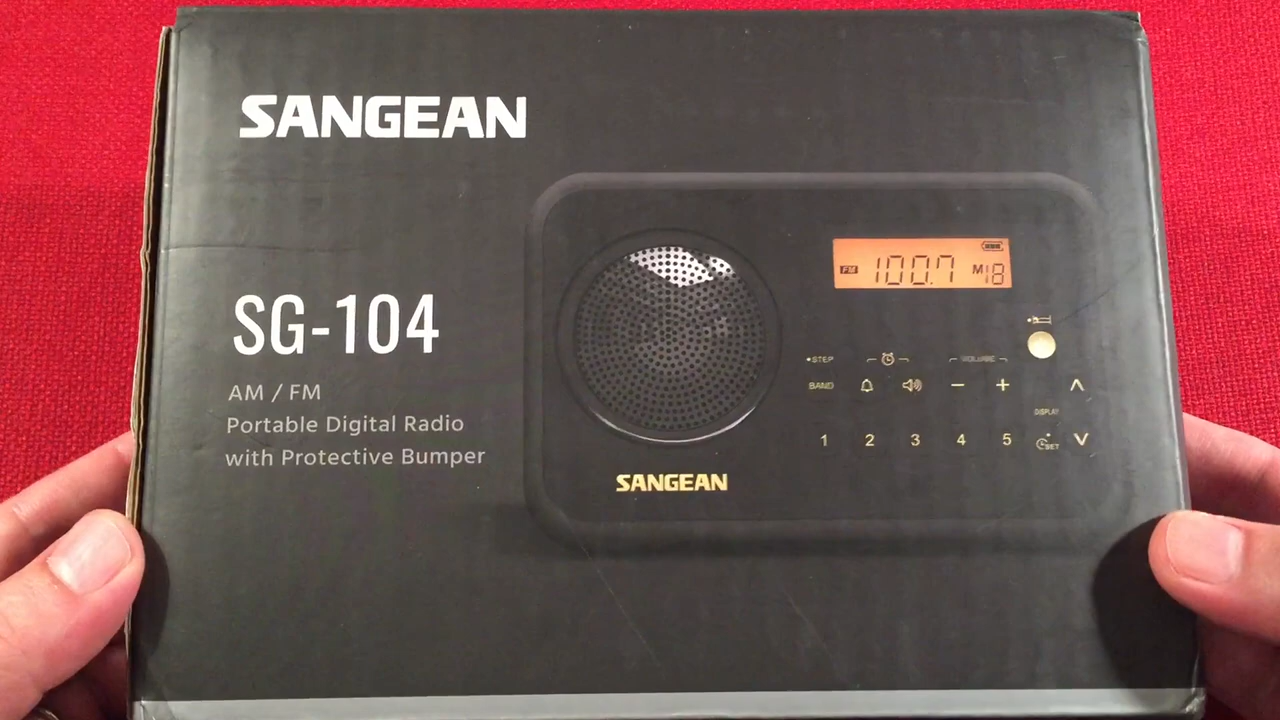 SANGEAN
SG-104
AM / FM
Portable Digital Radio
with Protective Bumper
FM 100.7 M18
•STEP VOLUME
BAND − +
DISPLAY
1 2 3 4 5 SET
SANGEAN